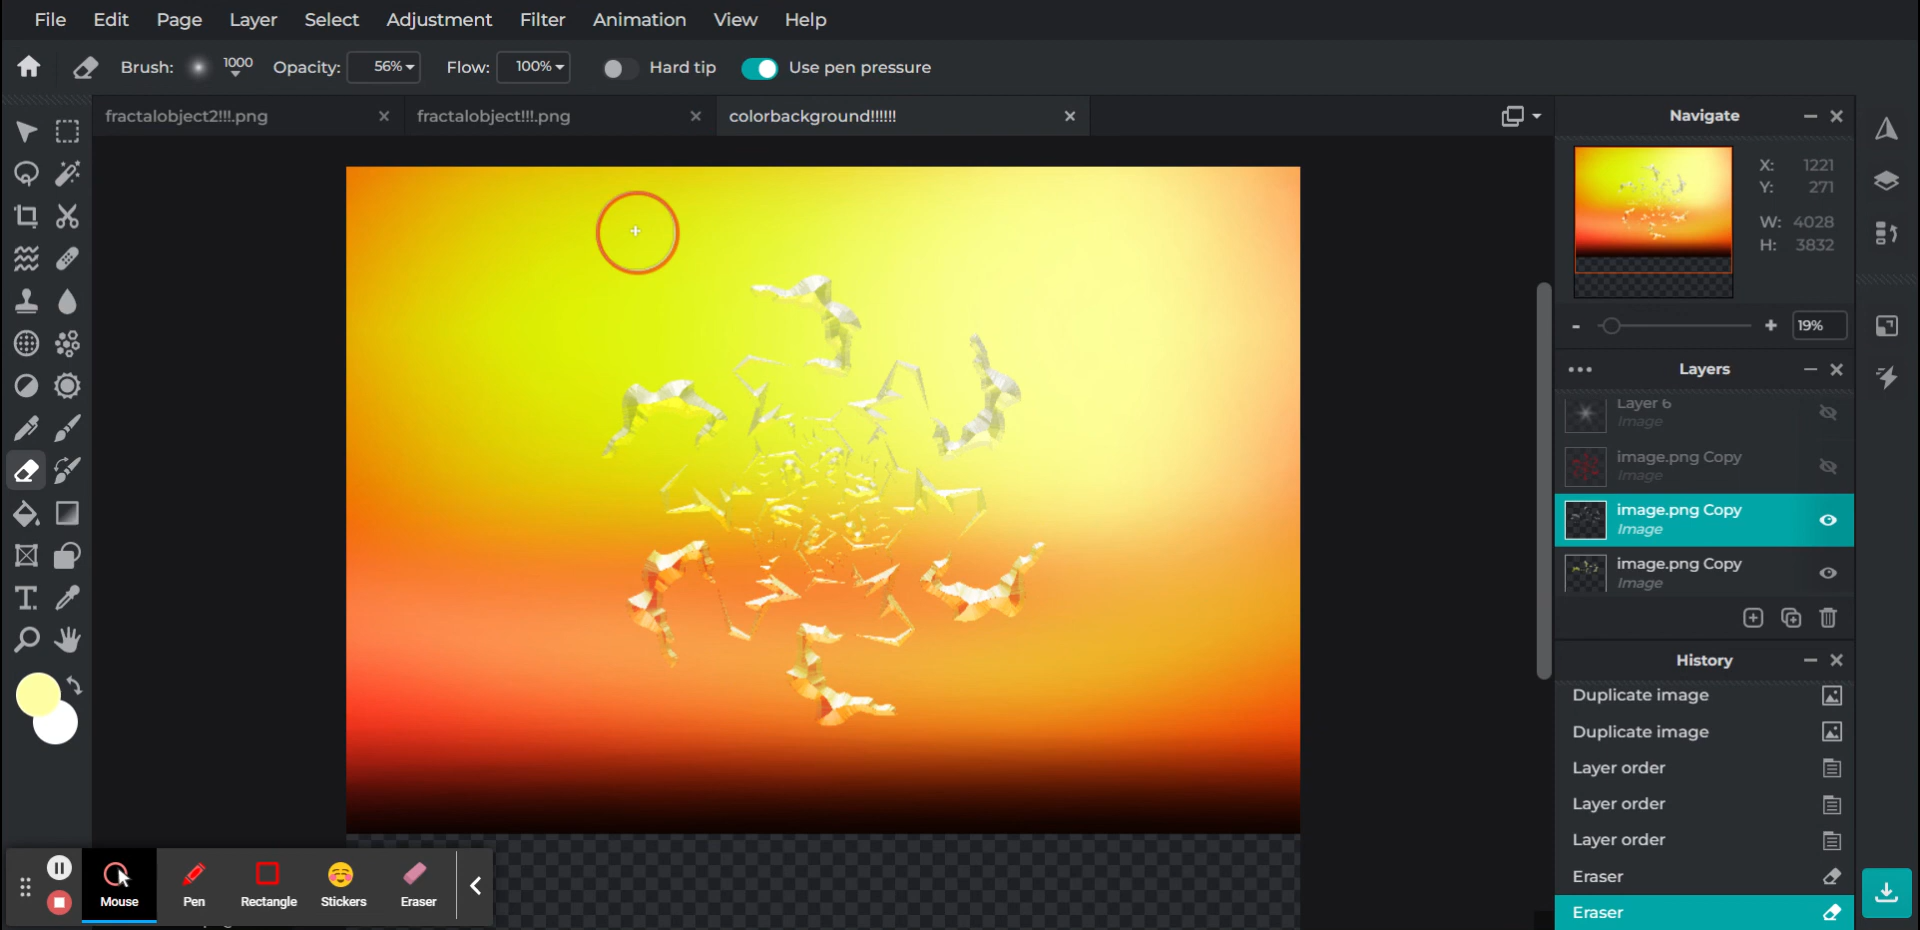 File Edit Page Layer Select Adjustment Filter Animation View Help
Brush: 1000 Opacity: 56% Flow: 100% Hard tip Use pen pressure
fractalobject2!!!.png fractalobject!!!.png colorbackground!!!!!!
Navigate
X: 1221
Y: 271
W: 4028
H: 3832
19%
Layers
Layer 6
Image
image.png Copy
Image
image.png Copy
Image
image.png Copy
Image
History
Duplicate image
Duplicate image
Layer order
Layer order
Layer order
Eraser
Eraser
Mouse Pen Rectangle Stickers Eraser